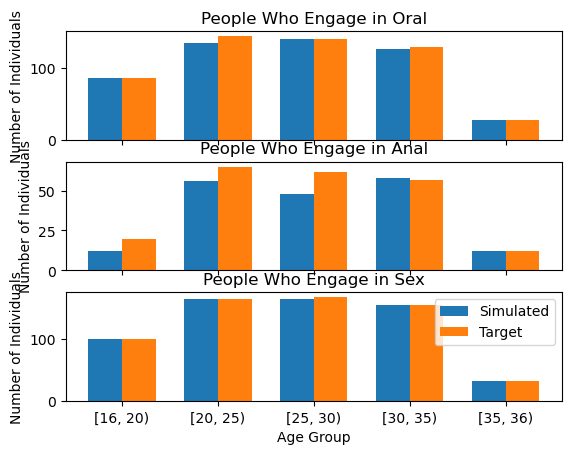 People Who Engage in Oral
Number of Individuals
100
0
People Who Engage in Anal
Number of Individuals
50
25
0
People Who Engage in Sex
Number of Individuals
100
0
Simulated
Target
[16, 20)
[20, 25)
[25, 30)
[30, 35)
[35, 36)
Age Group